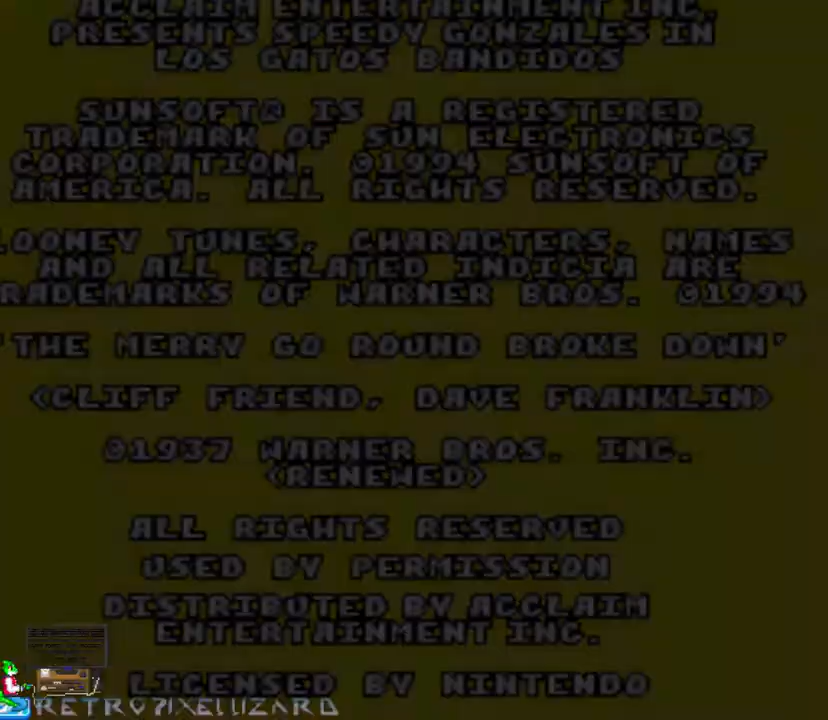 ACCLAIM ENTERTAINMENT INC.
PRESENTS SPEEDY GONZALES IN
LOS GATOS BANDIDOS
SUNSOFT® IS A REGISTERED
TRADEMARK OF SUN ELECTRONICS
CORPORATION. ©1994 SUNSOFT OF
AMERICA. ALL RIGHTS RESERVED.
LOONEY TUNES, CHARACTERS, NAMES
AND ALL RELATED INDICIA ARE
TRADEMARKS OF WARNER BROS. ©1994
'THE MERRY GO ROUND BROKE DOWN'
<CLIFF FRIEND, DAVE FRANKLIN>
©1937 WARNER BROS. INC.
<RENEWED>
ALL RIGHTS RESERVED
USED BY PERMISSION
DISTRIBUTED BY ACCLAIM
ENTERTAINMENT INC.
LICENSED BY NINTENDO
RETROPIXELLIZARD